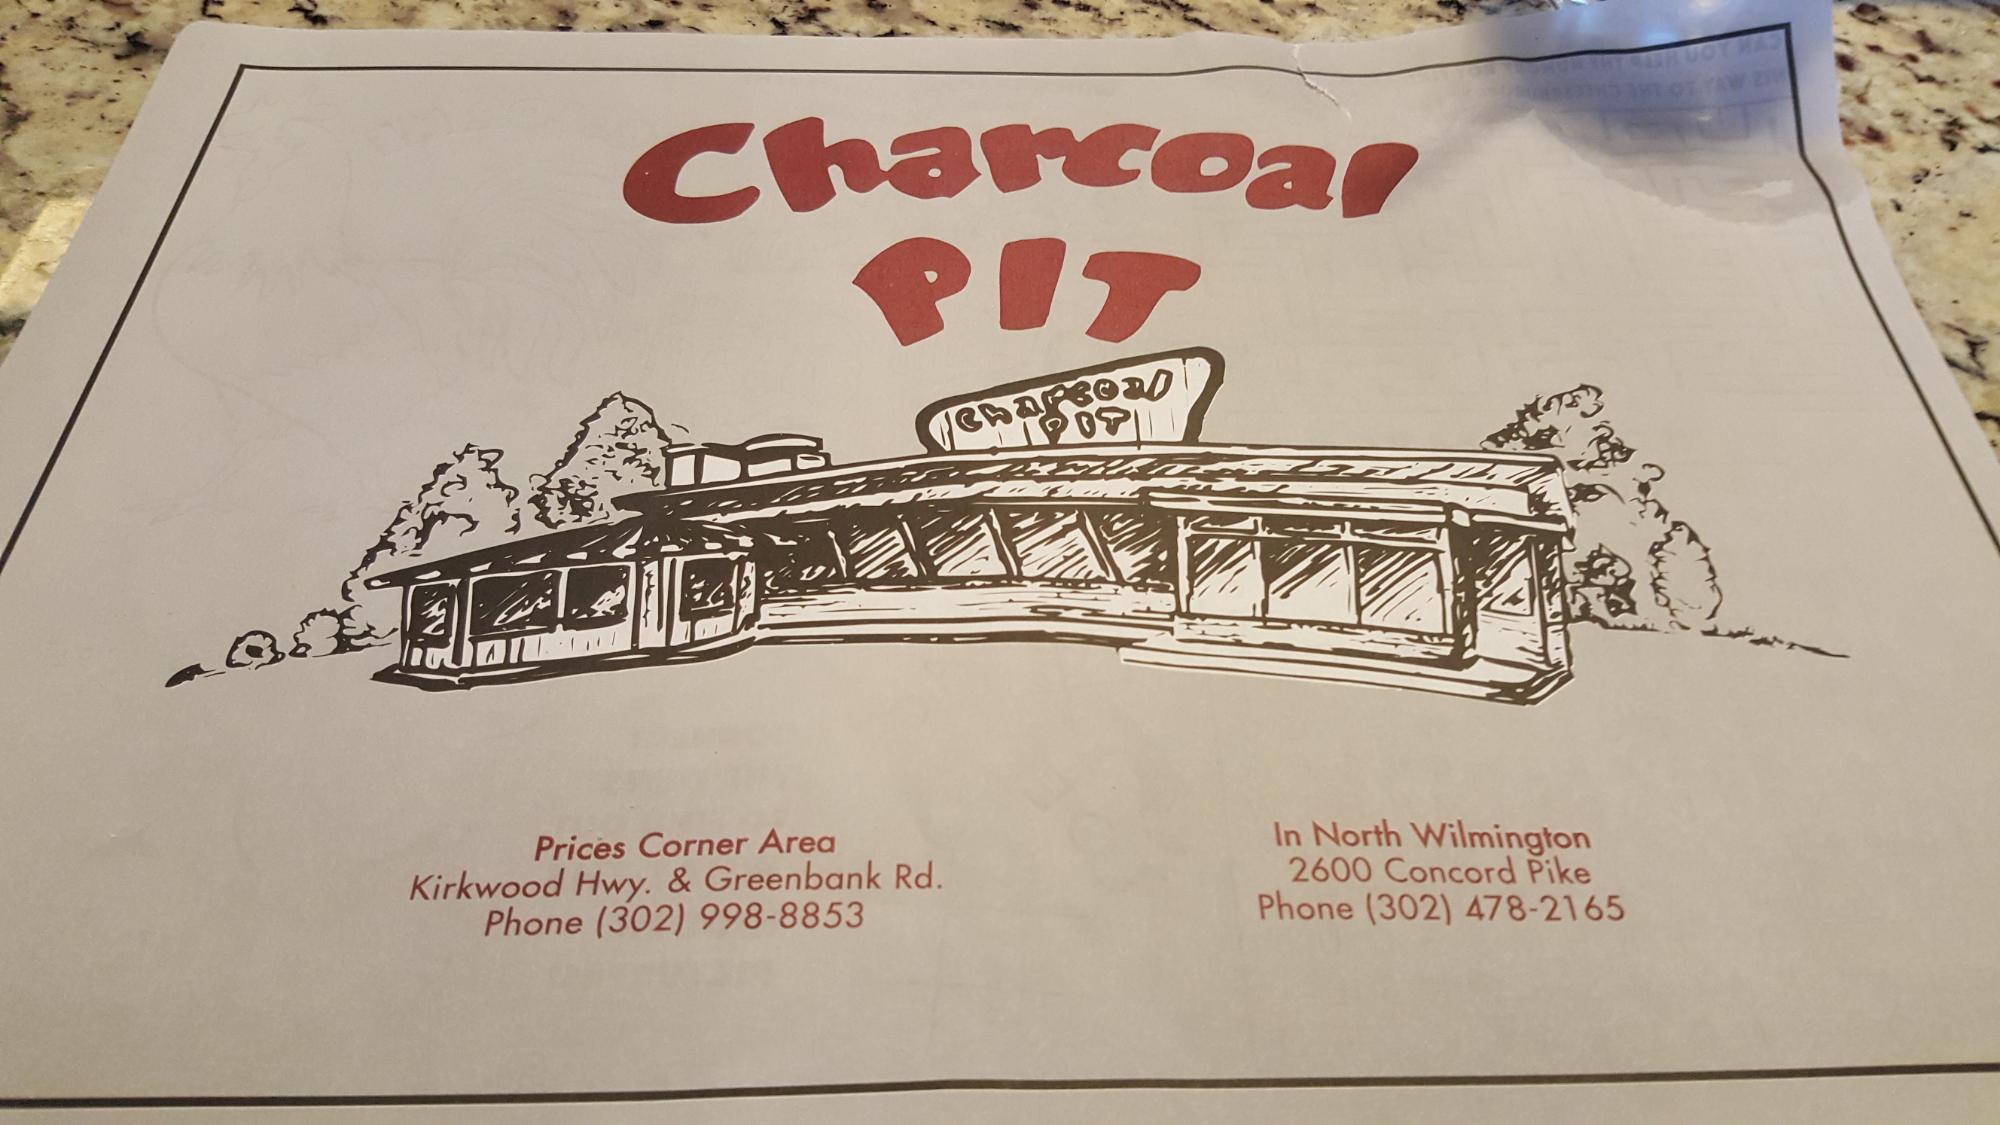 Charcoal
PIT
Charcoal
PIT
Prices Corner Area
Kirkwood Hwy. & Greenbank Rd.
Phone (302) 998-8853
In North Wilmington
2600 Concord Pike
Phone (302) 478-2165